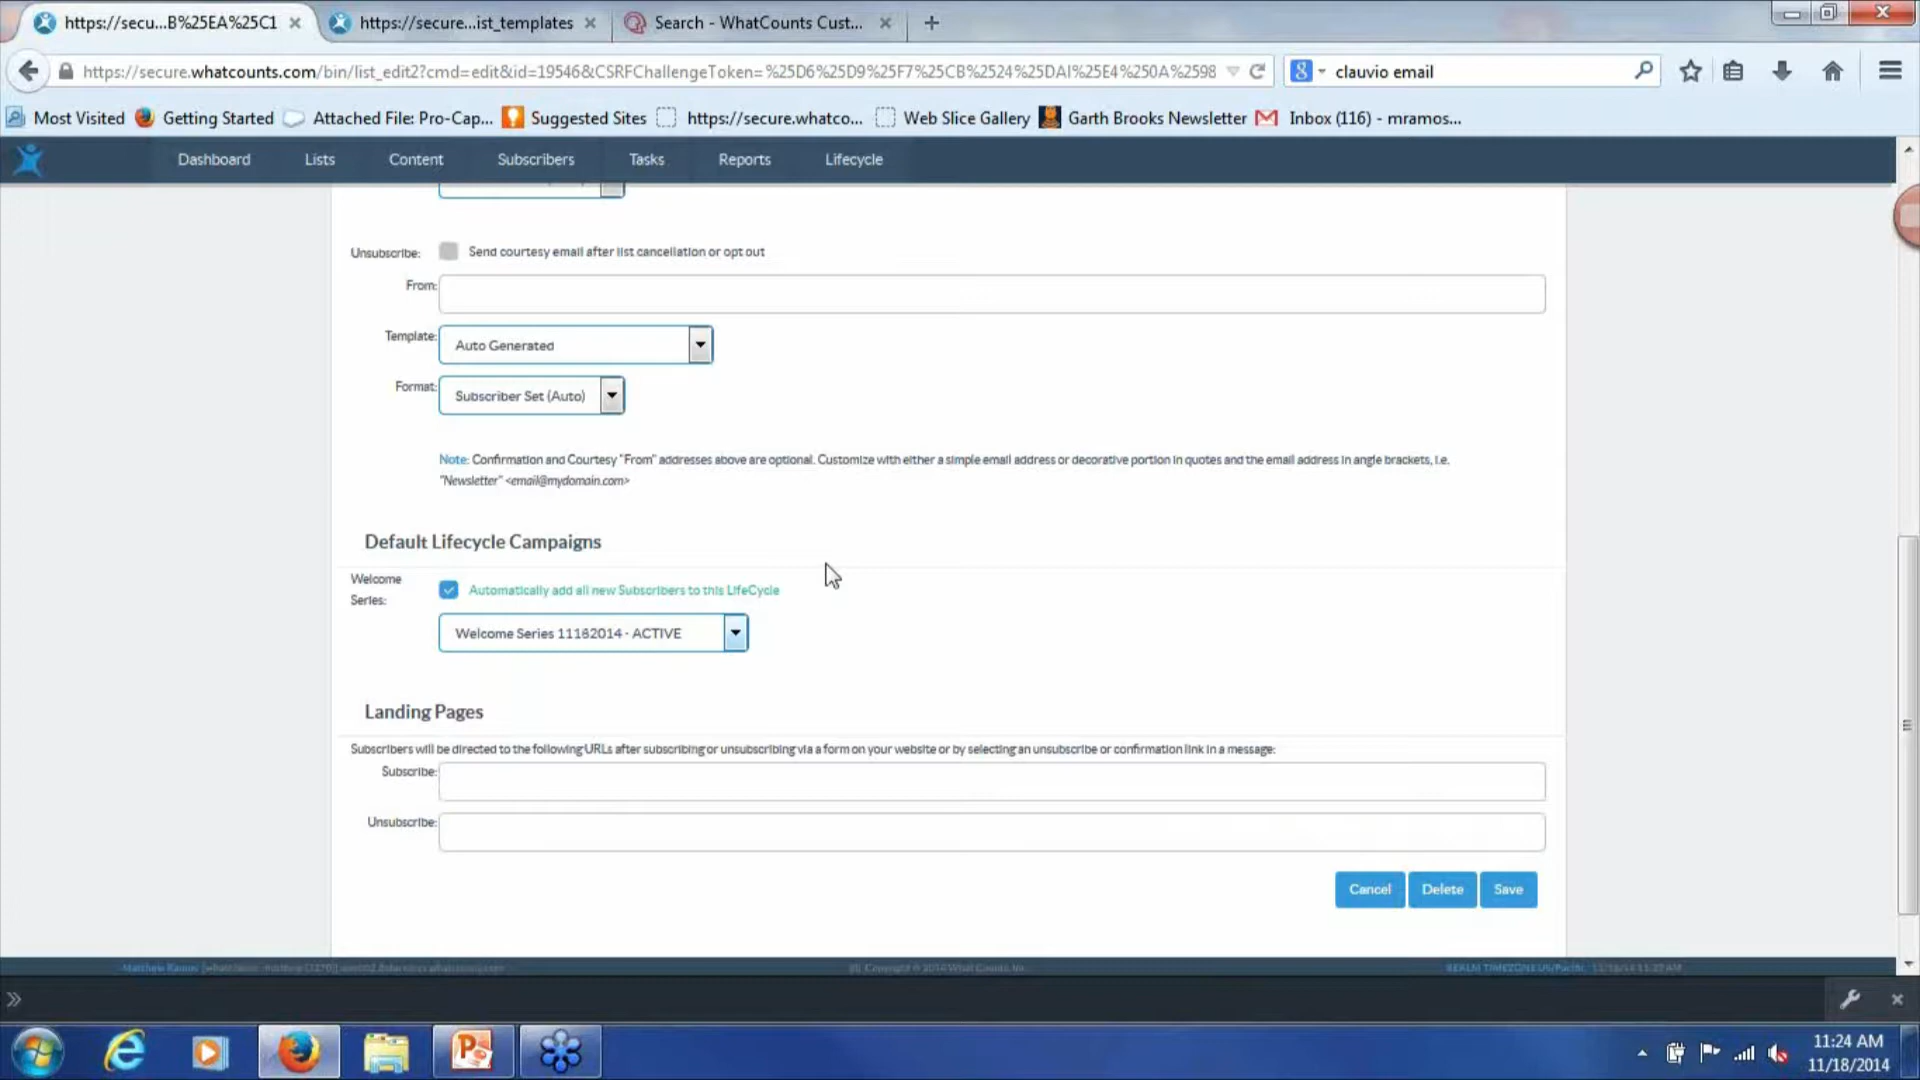 https://secu...B%25EA%25C1
https://secure...ist_templates
Search - WhatCounts Cust...
https://secure.whatcounts.com/bin/list_edit2?cmd=edit&id=19546&CSRFChallengeToken=%25D6%25D9%25F7%25CB%2524%25DAI%25E4%250A%2598
clauvio email
Most Visited
Getting Started
Attached File: Pro-Cap...
Suggested Sites
https://secure.whatco...
Web Slice Gallery
Garth Brooks Newsletter
Inbox (116) - mramos...
Dashboard
Lists
Content
Subscribers
Tasks
Reports
Lifecycle
Unsubscribe:
Send courtesy email after list cancellation or opt out
From:
Template:
Auto Generated
Format:
Subscriber Set (Auto)
Note: Confirmation and Courtesy "From" addresses above are optional. Customize with either a simple email address or decorative portion in quotes and the email address in angle brackets, i.e.
"Newsletter" <email@mydomain.com>
Default Lifecycle Campaigns
Welcome
Series:
Automatically add all new Subscribers to this LifeCycle
Welcome Series 11182014 - ACTIVE
Landing Pages
Subscribers will be directed to the following URLs after subscribing or unsubscribing via a form on your website or by selecting an unsubscribe or confirmation link in a message:
Subscribe:
Unsubscribe:
Cancel
Delete
Save
11:24 AM
11/18/2014